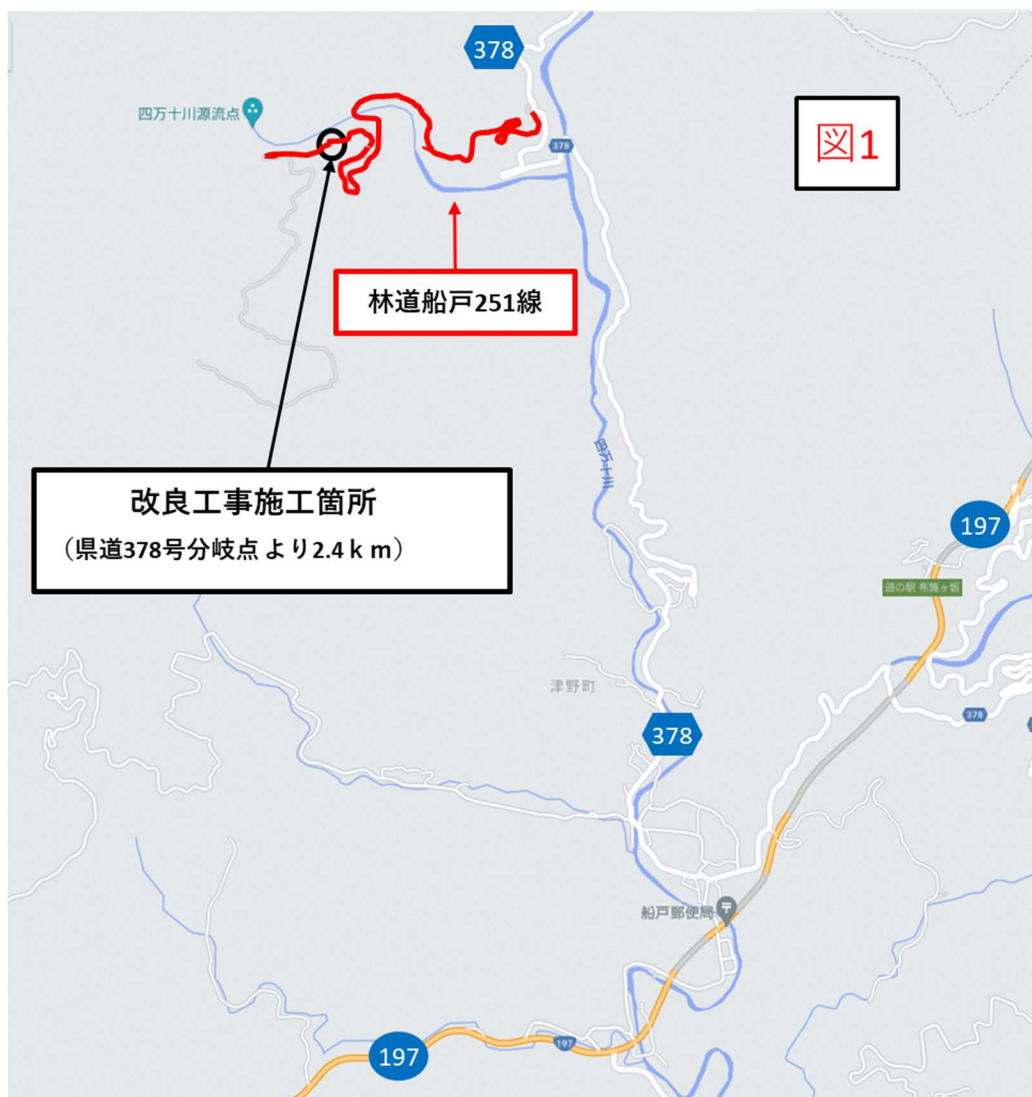 378
四万十川源流点
図1
378
林道船戸251線
四万十川
改良工事施工箇所
（県道378号分岐点 より2.4ｋｍ）
197
道の駅 布施ヶ坂
津野町
378
378
船戸郵便局
197
197